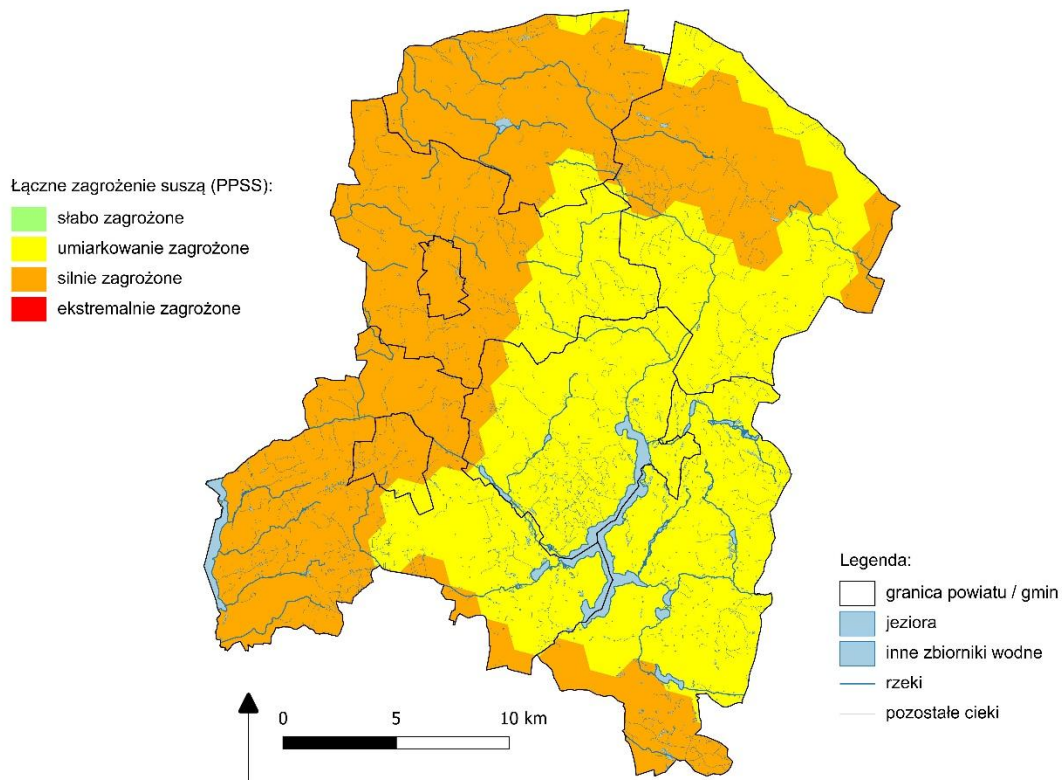 Łączne zagrożenie suszą (PPSS):
słabo zagrożone
umiarkowanie zagrożone
silnie zagrożone
ekstremalnie zagrożone
Legenda:
granica powiatu / gmin
jeziora
inne zbiorniki wodne
rzeki
pozostałe cieki
0 5 10 km